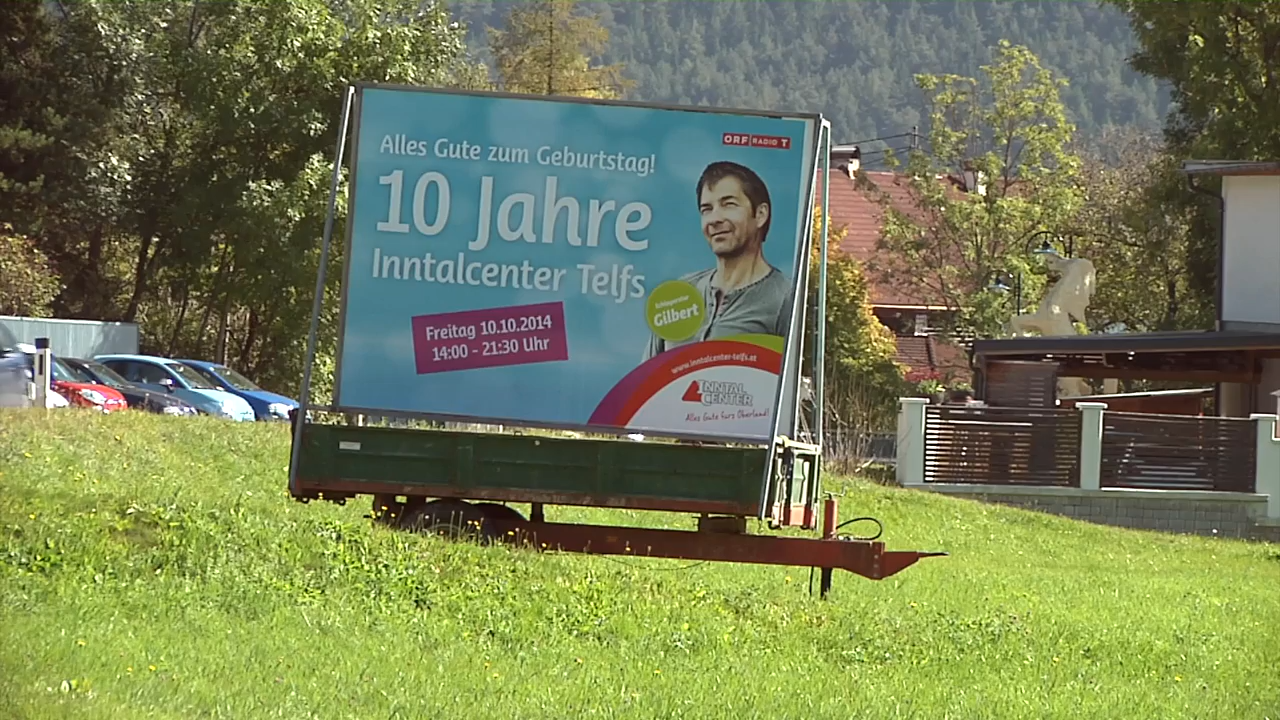 ORF RADIO T
Alles Gute zum Geburtstag!
10 Jahre
Inntalcenter Telfs
Schlagerstar
Gilbert
Freitag 10.10.2014
14:00 - 21:30 Uhr
www.inntalcenter-telfs.at
INNTAL
CENTER
Alles Gute fürs Oberland!